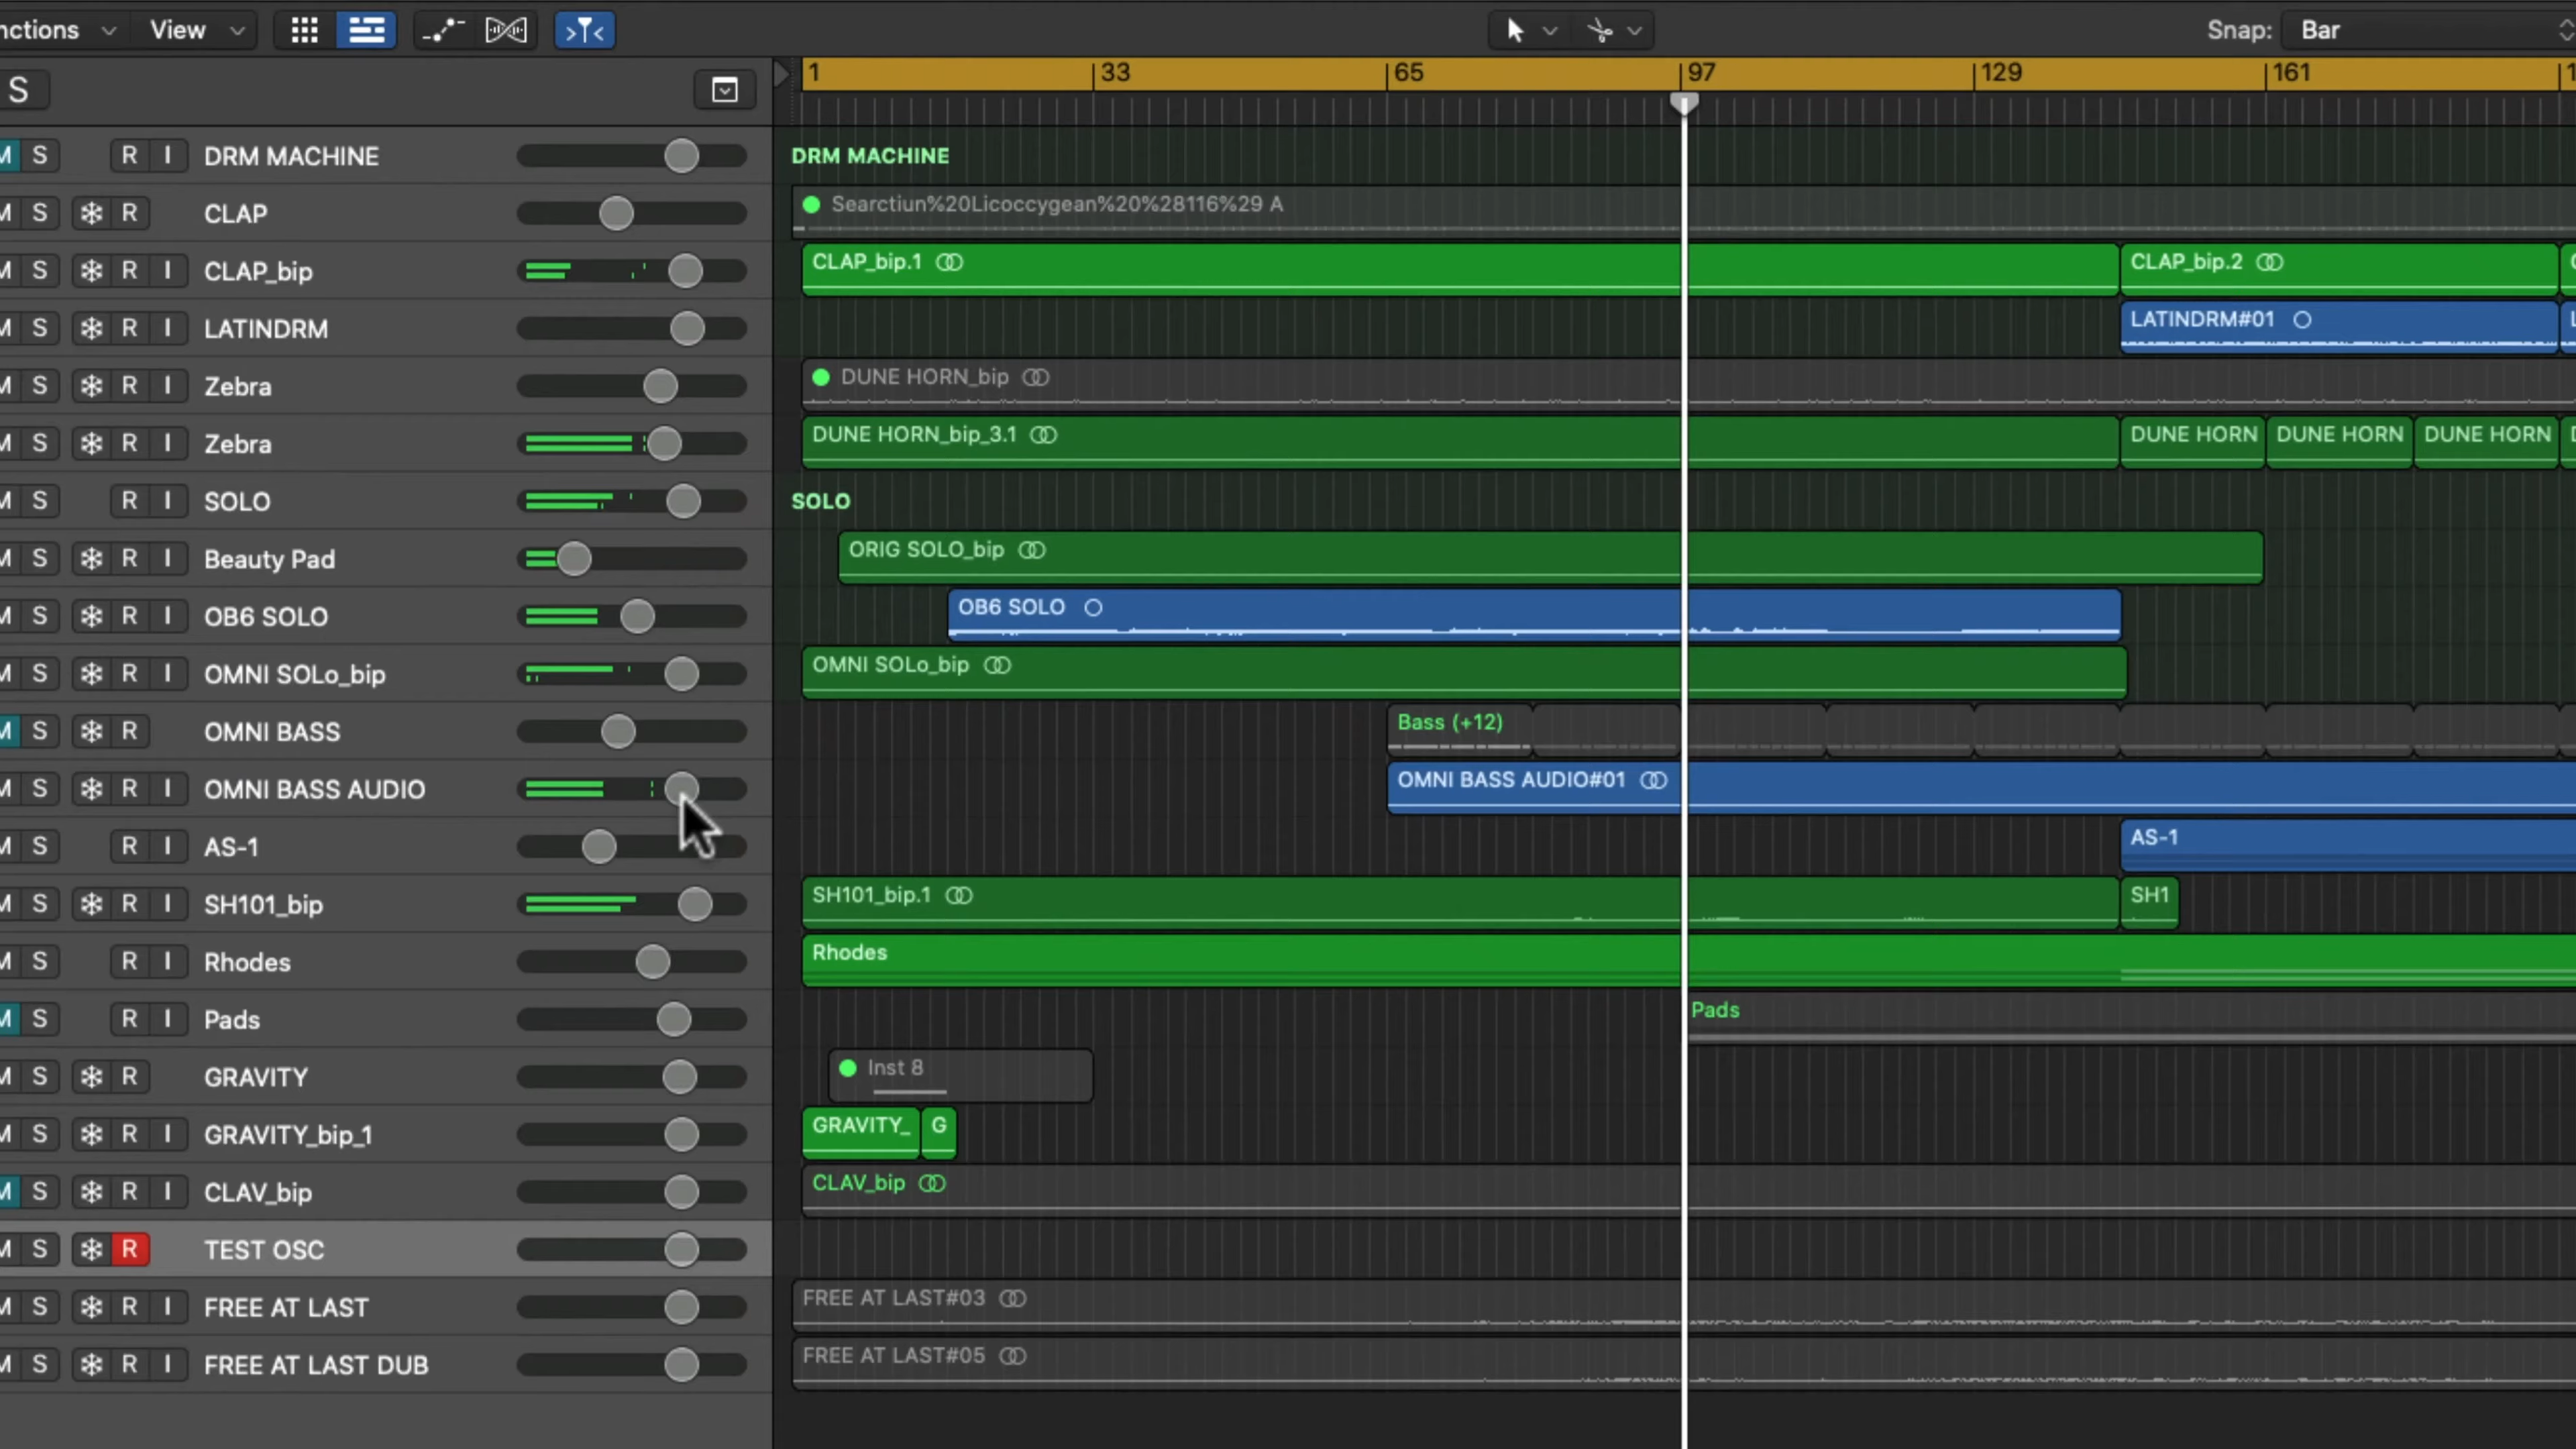 nctions View Snap: Bar
S 1 33 65 97 129 161 1
M S R I DRM MACHINE DRM MACHINE
M S R CLAP Searctiun%20Licoccygean%20%28116%29 A
M S R I CLAP_bip CLAP_bip.1 CLAP_bip.2 C
M S R I LATINDRM LATINDRM#01 L
M S R I Zebra DUNE HORN_bip
M S R I Zebra DUNE HORN_bip_3.1 DUNE HORN DUNE HORN DUNE HORN D
M S R I SOLO SOLO
M S R I Beauty Pad ORIG SOLO_bip
M S R I OB6 SOLO OB6 SOLO
M S R I OMNI SOLo_bip OMNI SOLo_bip
M S R OMNI BASS Bass (+12)
M S R I OMNI BASS AUDIO OMNI BASS AUDIO#01
M S R I AS-1 AS-1
M S R I SH101_bip SH101_bip.1 SH1
M S R I Rhodes Rhodes
M S R I Pads Pads
M S R GRAVITY Inst 8
M S R I GRAVITY_bip_1 GRAVITY_ G
M S R I CLAV_bip CLAV_bip
M S R TEST OSC
M S R I FREE AT LAST FREE AT LAST#03
M S R I FREE AT LAST DUB FREE AT LAST#05